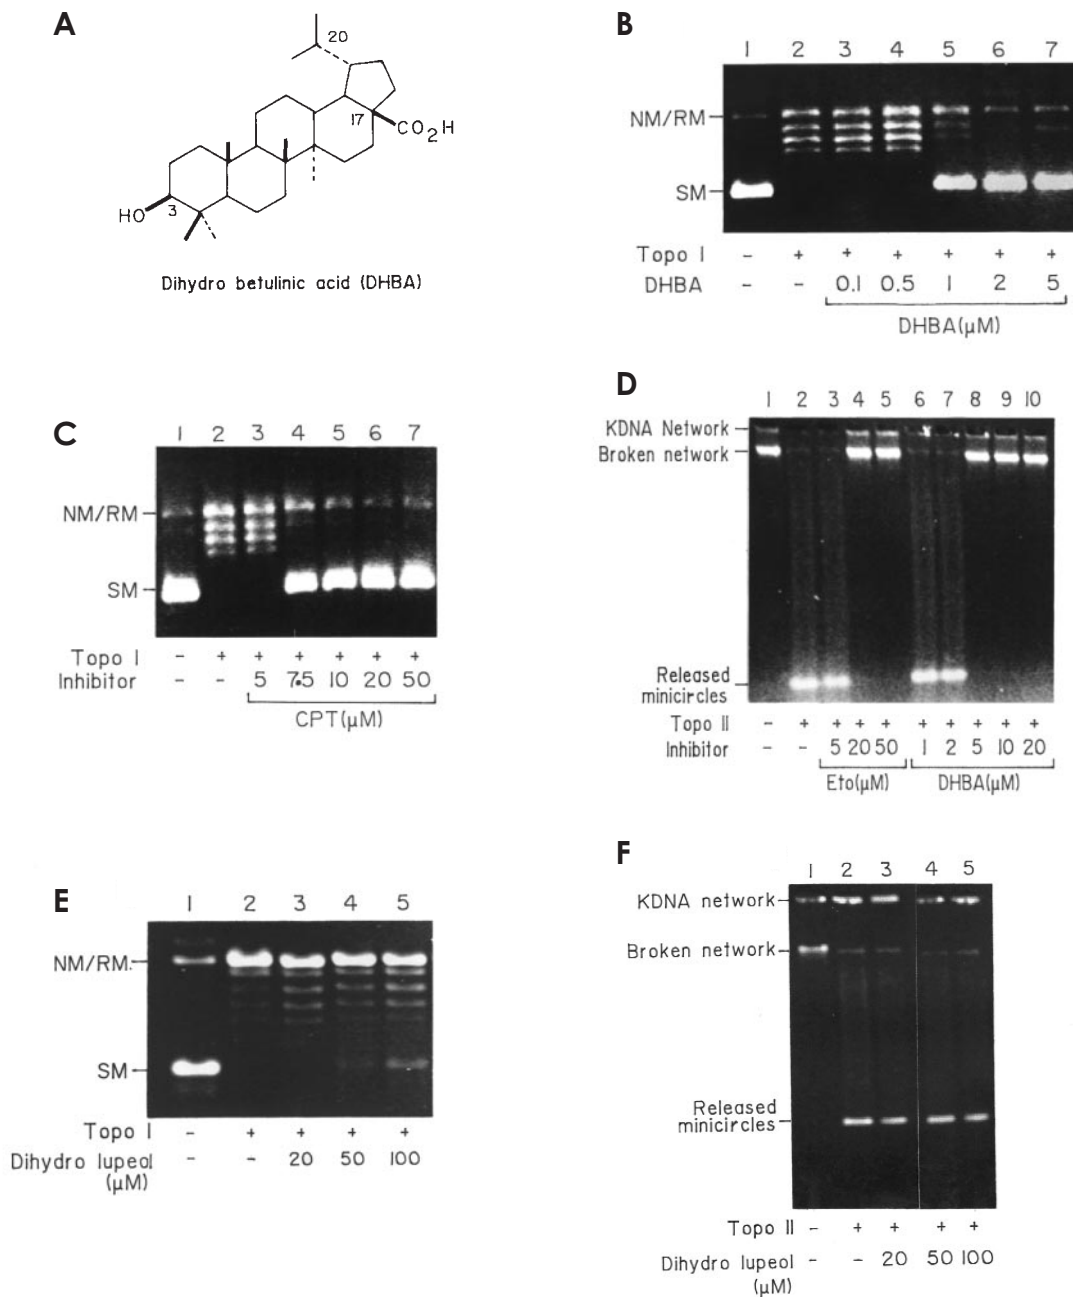 A
20
17
CO2H
HO
3
Dihydro betulinic acid (DHBA)
B
1 2 3 4 5 6 7
NM/RM
SM
Topo I - + + + + + +
DHBA - - 0.1 0.5 1 2 5
DHBA(μM)
C
1 2 3 4 5 6 7
NM/RM
SM
Topo I - + + + + + +
Inhibitor - - 5 7.5 10 20 50
CPT(μM)
D
1 2 3 4 5 6 7 8 9 10
KDNA Network
Broken network
Released
minicircles
Topo II - + + + + + + + + +
Inhibitor - - 5 20 50 1 2 5 10 20
Eto(μM) DHBA(μM)
E
1 2 3 4 5
NM/RM.
SM
Topo I - + + + +
Dihydro lupeol - - 20 50 100
(μM)
F
1 2 3 4 5
KDNA network
Broken network
Released
minicircles
Topo II - + + + +
Dihydro lupeol - - 20 50 100
(μM)